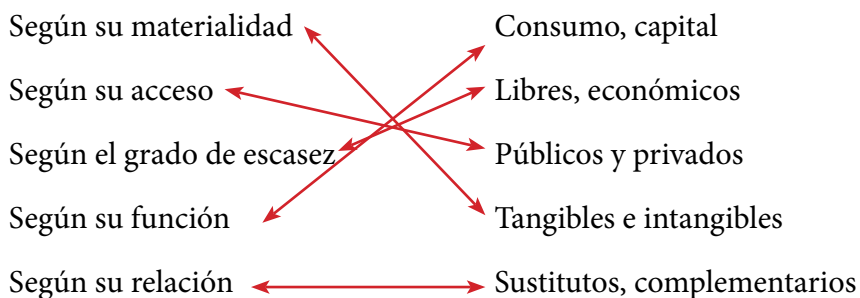 Según su materialidad Consumo, capital
Según su acceso Libres, económicos
Según el grado de escasez Públicos y privados
Según su función Tangibles e intangibles
Según su relación Sustitutos, complementarios